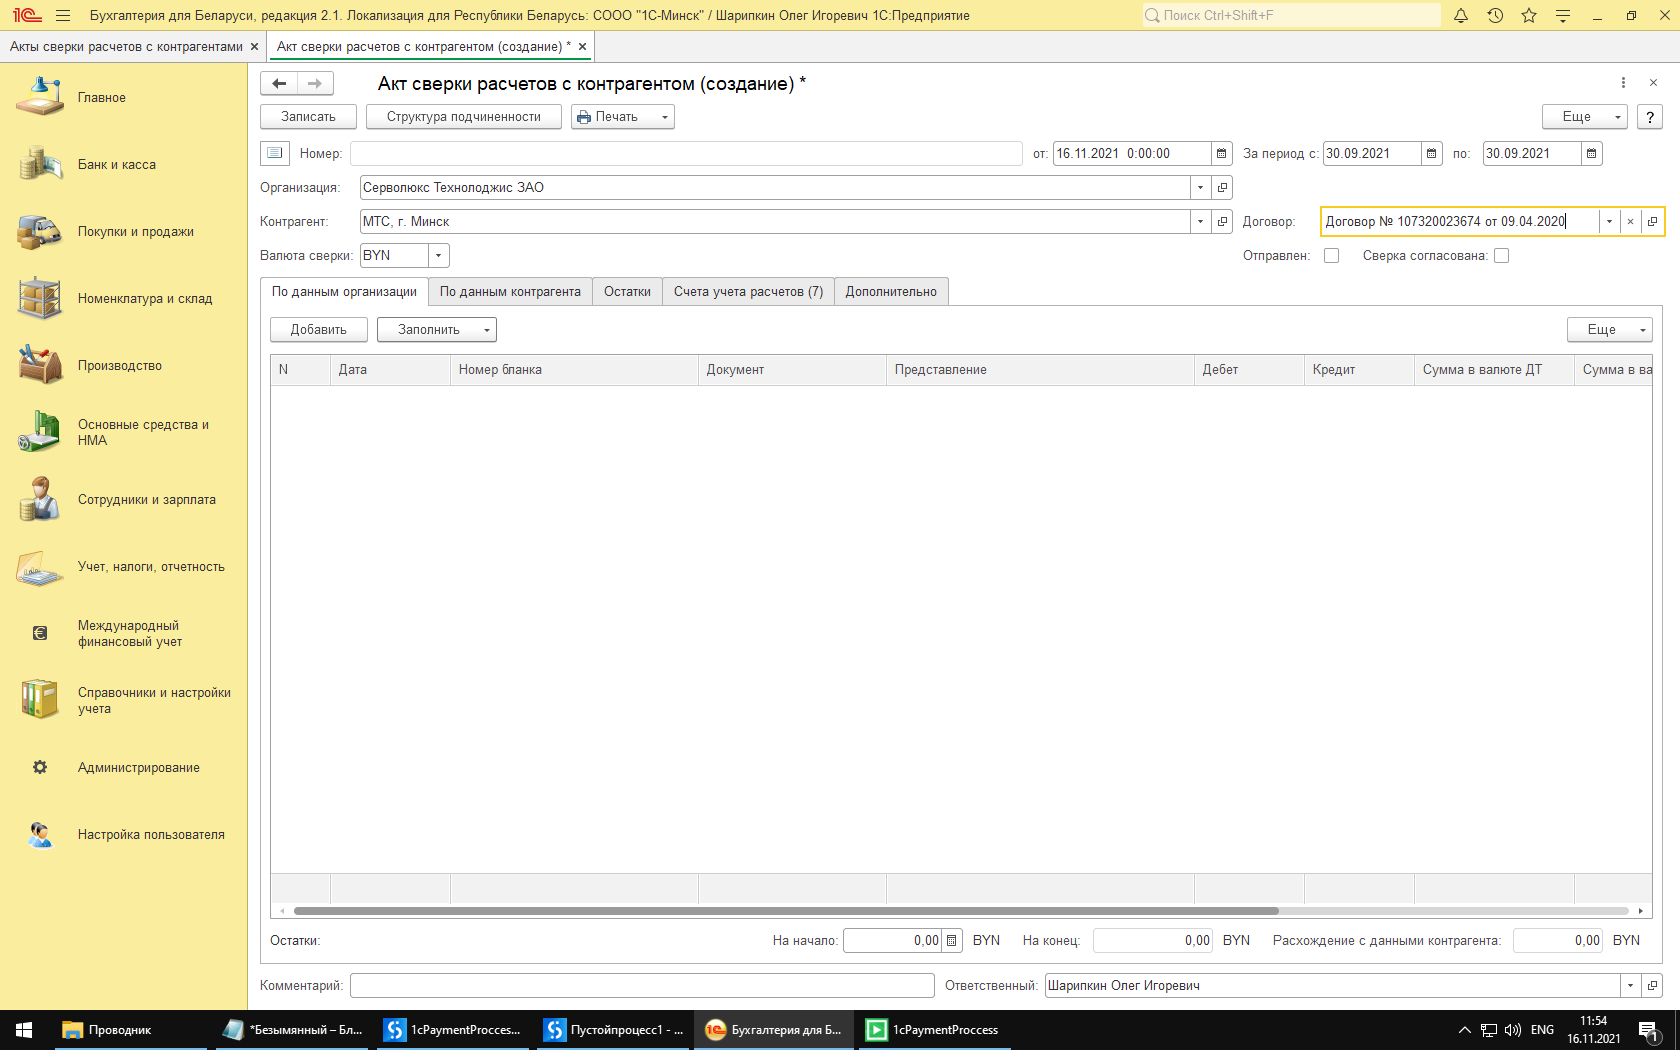 Бухгалтерия для Беларуси, редакция 2.1. Локализация для Республики Беларусь: СООО "1С-Минск" / Шарипкин Олег Игоревич 1С:Предприятие
Поиск Ctrl+Shift+F
Акты сверки расчетов с контрагентами
Акт сверки расчетов с контрагентом (создание) *
Главное
Банк и касса
Покупки и продажи
Номенклатура и склад
Производство
Основные средства и
НМА
Сотрудники и зарплата
Учет, налоги, отчетность
Международный
финансовый учет
Справочники и настройки
учета
Администрирование
Настройка пользователя
Акт сверки расчетов с контрагентом (создание) *
Записать
Структура подчиненности
Печать
Еще
?
Номер:
от: 16.11.2021 0:00:00
За период с: 30.09.2021
по: 30.09.2021
Организация: Серволюкс Технолоджис ЗАО
Контрагент: МТС, г. Минск
Договор: Договор № 107320023674 от 09.04.2020
Валюта сверки: BYN
Отправлен:
Сверка согласована:
По данным организации
По данным контрагента
Остатки
Счета учета расчетов (7)
Дополнительно
Добавить
Заполнить
Еще
N
Дата
Номер бланка
Документ
Представление
Дебет
Кредит
Сумма в валюте ДТ
Сумма в ва
Остатки:
На начало: 0,00 BYN
На конец: 0,00 BYN
Расхождение с данными контрагента: 0,00 BYN
Комментарий:
Ответственный: Шарипкин Олег Игоревич
Проводник
*Безымянный – Бл...
1cPaymentProcces...
Пустойпроцесс1 - ...
Бухгалтерия для Б...
1cPaymentProccess
ENG
11:54
16.11.2021
1